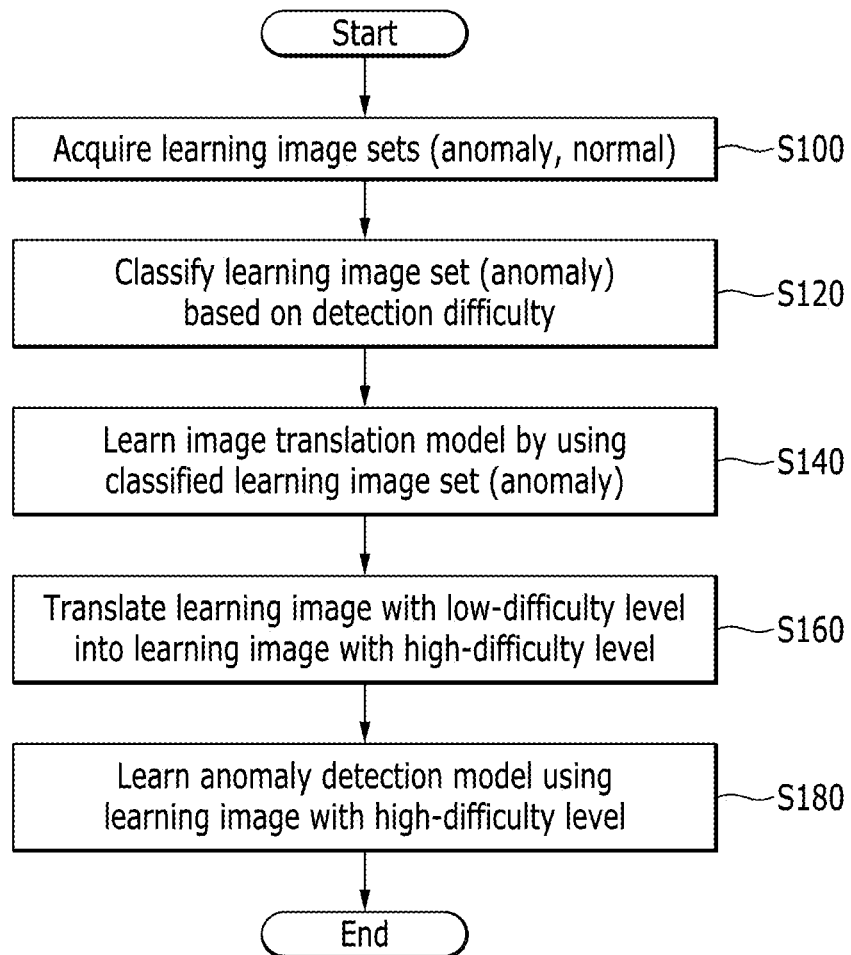 Start
Acquire learning image sets (anomaly, normal)
S100
Classify learning image set (anomaly)
based on detection difficulty
S120
Learn image translation model by using
classified learning image set (anomaly)
S140
Translate learning image with low-difficulty level
into learning image with high-difficulty level
S160
Learn anomaly detection model using
learning image with high-difficulty level
S180
End